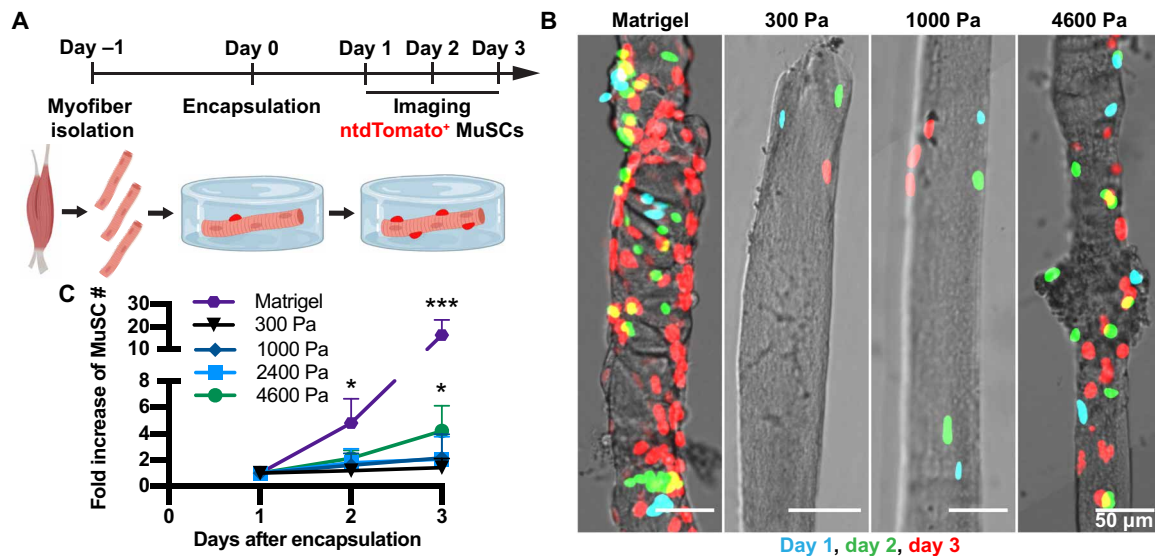 A
Day –1
Day 0
Day 1
Day 2
Day 3
Myofiber
isolation
Encapsulation
Imaging
ntdTomato⁺ MuSCs
B
Matrigel
300 Pa
1000 Pa
4600 Pa
50 µm
Day 1, day 2, day 3
C
Fold increase of MuSC #
30
20
10
8
6
4
2
0
Matrigel
300 Pa
1000 Pa
2400 Pa
4600 Pa
***
*
*
0
1
2
3
Days after encapsulation